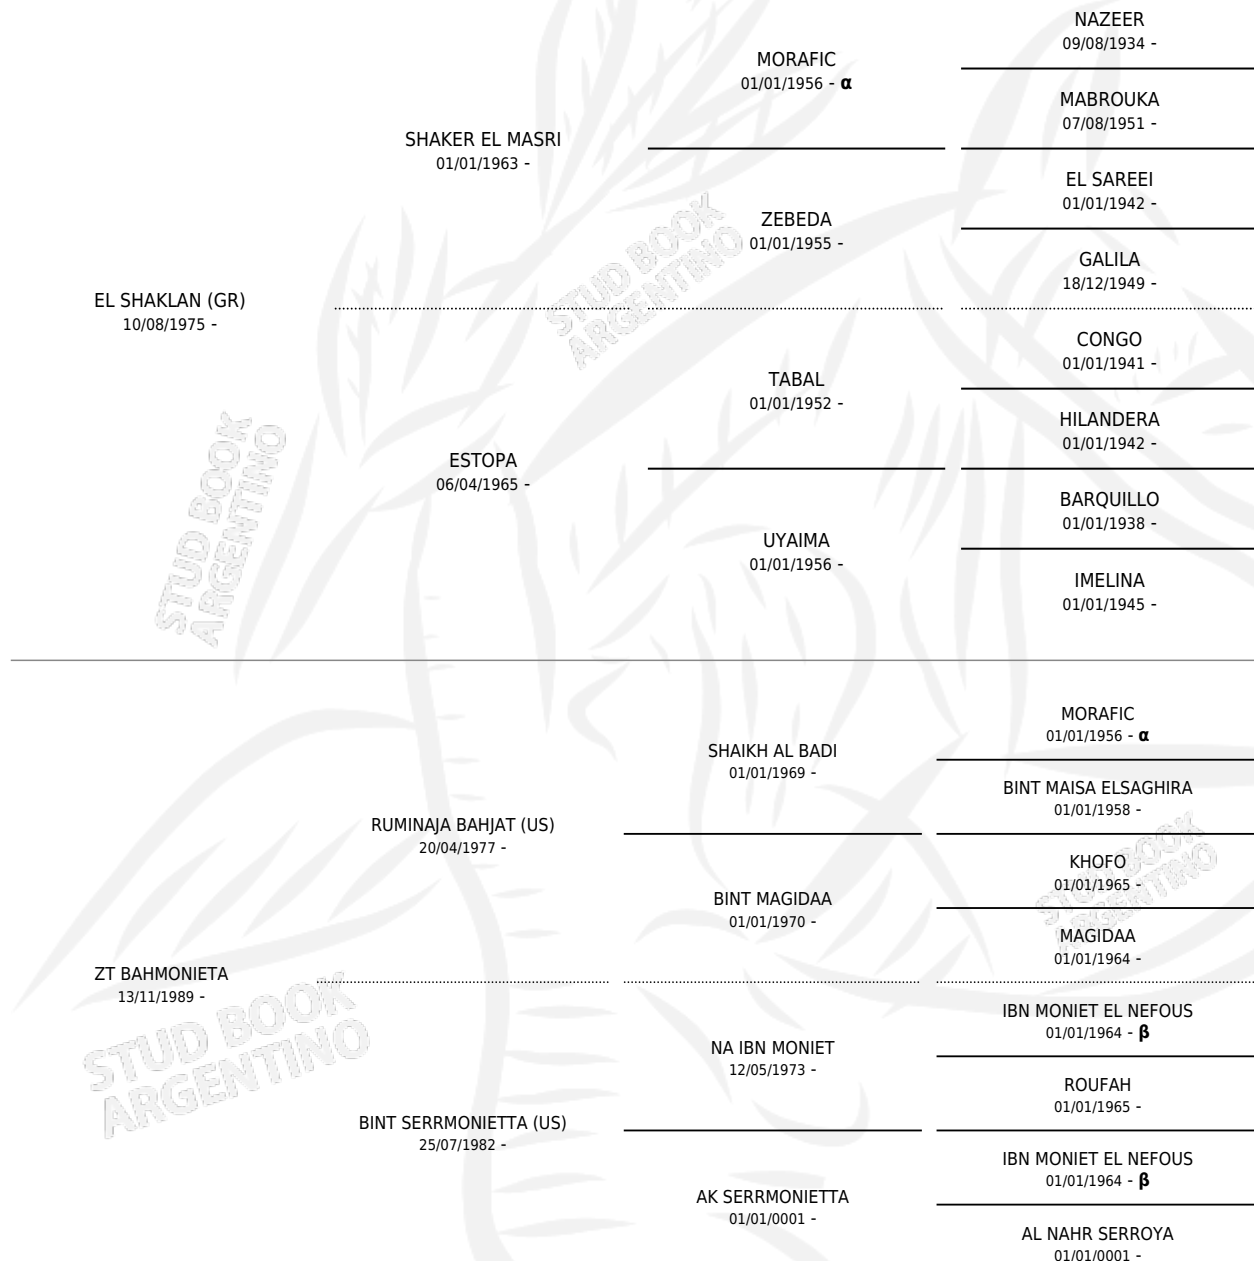 NAZEER
09/08/1934 -
MORAFIC
01/01/1956 - α
MABROUKA
07/08/1951 -
SHAKER EL MASRI
01/01/1963 -
EL SAREEI
01/01/1942 -
ZEBEDA
01/01/1955 -
GALILA
18/12/1949 -
EL SHAKLAN (GR)
10/08/1975 -
CONGO
01/01/1941 -
TABAL
01/01/1952 -
HILANDERA
01/01/1942 -
ESTOPA
06/04/1965 -
BARQUILLO
01/01/1938 -
UYAIMA
01/01/1956 -
IMELINA
01/01/1945 -
MORAFIC
01/01/1956 - α
SHAIKH AL BADI
01/01/1969 -
BINT MAISA ELSAGHIRA
01/01/1958 -
RUMINAJA BAHJAT (US)
20/04/1977 -
KHOFO
01/01/1965 -
BINT MAGIDAA
01/01/1970 -
MAGIDAA
01/01/1964 -
ZT BAHMONIETA
13/11/1989 -
IBN MONIET EL NEFOUS
01/01/1964 - β
NA IBN MONIET
12/05/1973 -
ROUFAH
01/01/1965 -
BINT SERRMONIETTA (US)
25/07/1982 -
IBN MONIET EL NEFOUS
01/01/1964 - β
AK SERRMONIETTA
01/01/0001 -
AL NAHR SERROYA
01/01/0001 -
STUD BOOK
ARGENTINO
STUD BOOK
ARGENTINO
STUD BOOK
ARGENTINO
STUD BOOK
ARGENTINO